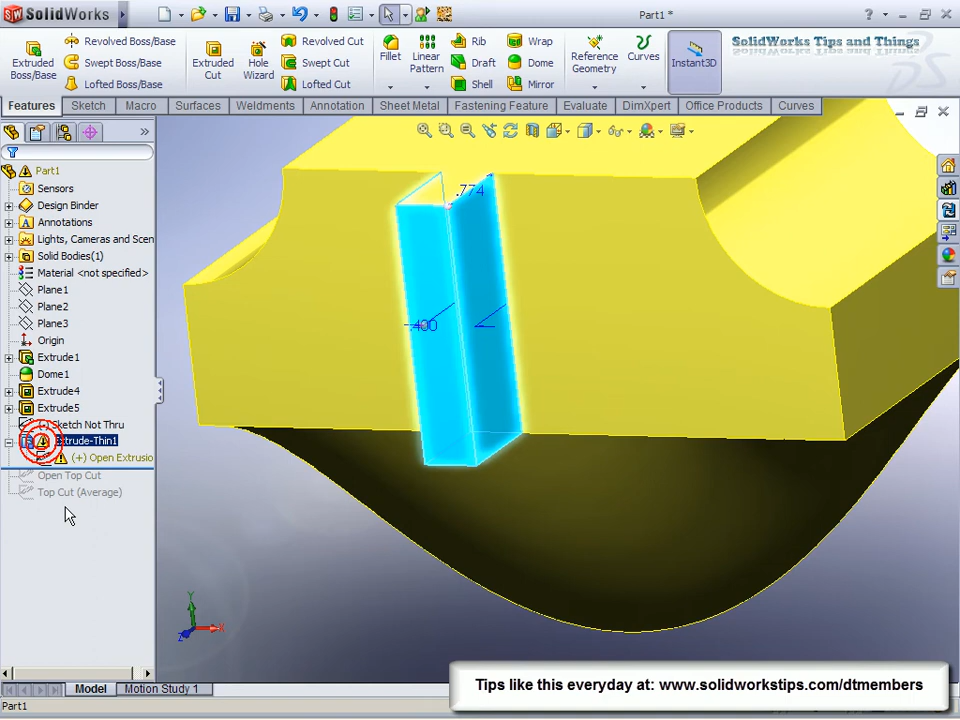 SolidWorks
Part1 *
Extruded Boss/Base
Revolved Boss/Base
Swept Boss/Base
Lofted Boss/Base
Extruded Cut
Hole Wizard
Revolved Cut
Swept Cut
Lofted Cut
Fillet
Linear Pattern
Rib
Draft
Shell
Wrap
Dome
Mirror
Reference Geometry
Curves
Instant3D
SolidWorks Tips and Things
Features
Sketch
Macro
Surfaces
Weldments
Annotation
Sheet Metal
Fastening Feature
Evaluate
DimXpert
Office Products
Curves
Part1
Sensors
Design Binder
Annotations
Lights, Cameras and Scen
Solid Bodies(1)
Material <not specified>
Plane1
Plane2
Plane3
Origin
Extrude1
Dome1
Extrude4
Extrude5
Sketch Not Thru
Extrude-Thin1
(+) Open Extrusio
Open Top Cut
Top Cut (Average)
.774
.400
Y
X
Z
Model
Motion Study 1
Tips like this everyday at: www.solidworkstips.com/dtmembers
Part1